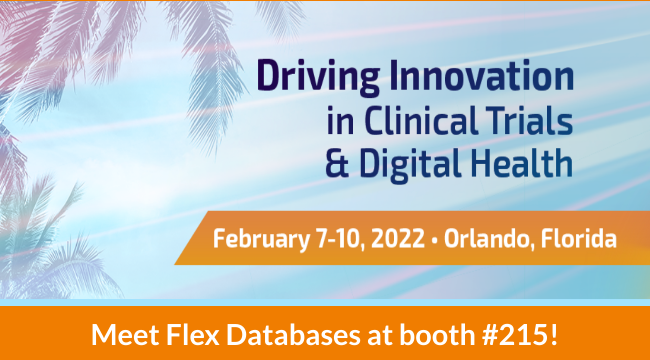 Driving Innovation
in Clinical Trials
& Digital Health
February 7-10, 2022 • Orlando, Florida
Meet Flex Databases at booth #215!